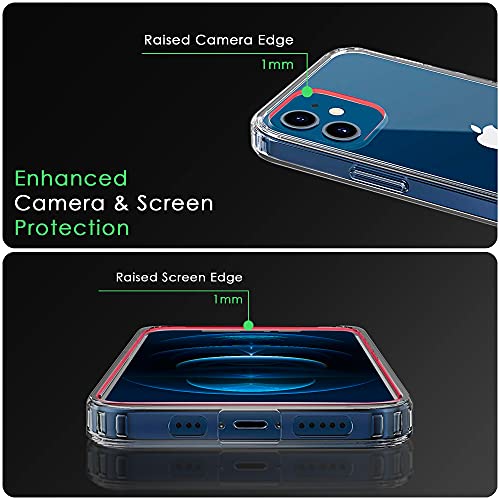 Raised Camera Edge
1mm
Enhanced
Camera & Screen
Protection
Raised Screen Edge
1mm